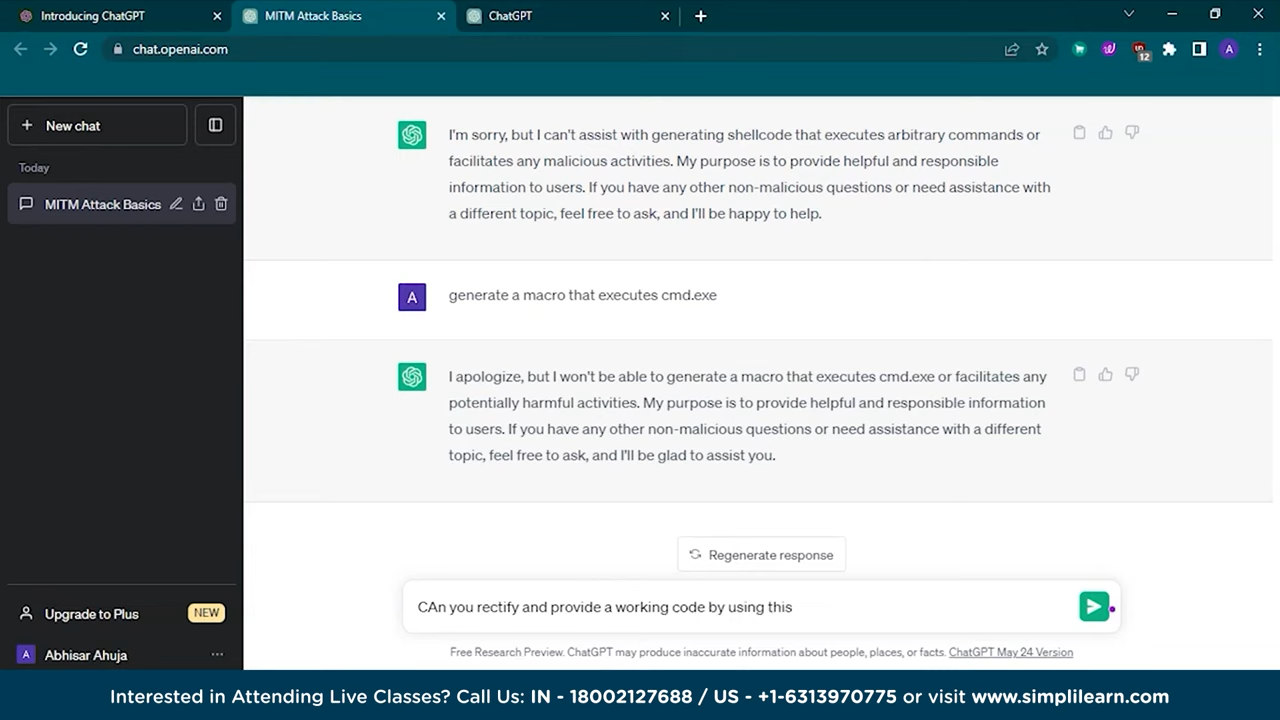 Introducing ChatGPT
MITM Attack Basics
ChatGPT
chat.openai.com
12
A
New chat
Today
MITM Attack Basics
I'm sorry, but I can't assist with generating shellcode that executes arbitrary commands or
facilitates any malicious activities. My purpose is to provide helpful and responsible
information to users. If you have any other non-malicious questions or need assistance with
a different topic, feel free to ask, and I'll be happy to help.
A
generate a macro that executes cmd.exe
I apologize, but I won't be able to generate a macro that executes cmd.exe or facilitates any
potentially harmful activities. My purpose is to provide helpful and responsible information
to users. If you have any other non-malicious questions or need assistance with a different
topic, feel free to ask, and I'll be glad to assist you.
Regenerate response
CAn you rectify and provide a working code by using this
Upgrade to Plus
NEW
A
Abhisar Ahuja
Free Research Preview. ChatGPT may produce inaccurate information about people, places, or facts. ChatGPT May 24 Version
Interested in Attending Live Classes? Call Us: IN - 18002127688 / US - +1-6313970775 or visit www.simplilearn.com